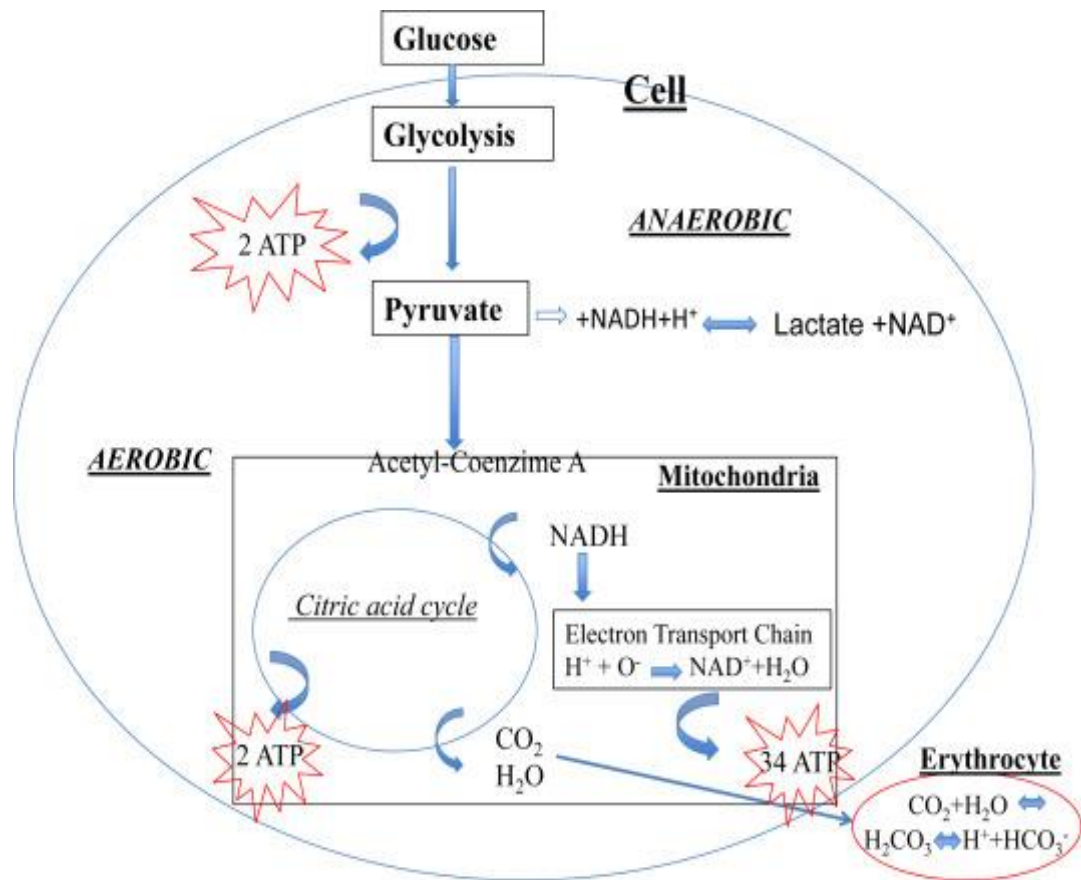 Glucose
Cell
Glycolysis
ANAEROBIC
2 ATP
Pyruvate
+NADH+H⁺
Lactate +NAD⁺
AEROBIC
Acetyl-Coenzime A
Mitochondria
NADH
Citric acid cycle
Electron Transport Chain
H⁺ + O⁻ NAD⁺+H₂O
2 ATP
CO₂
H₂O
34 ATP
Erythrocyte
CO₂+H₂O
H₂CO₃ H⁺+HCO₃⁻